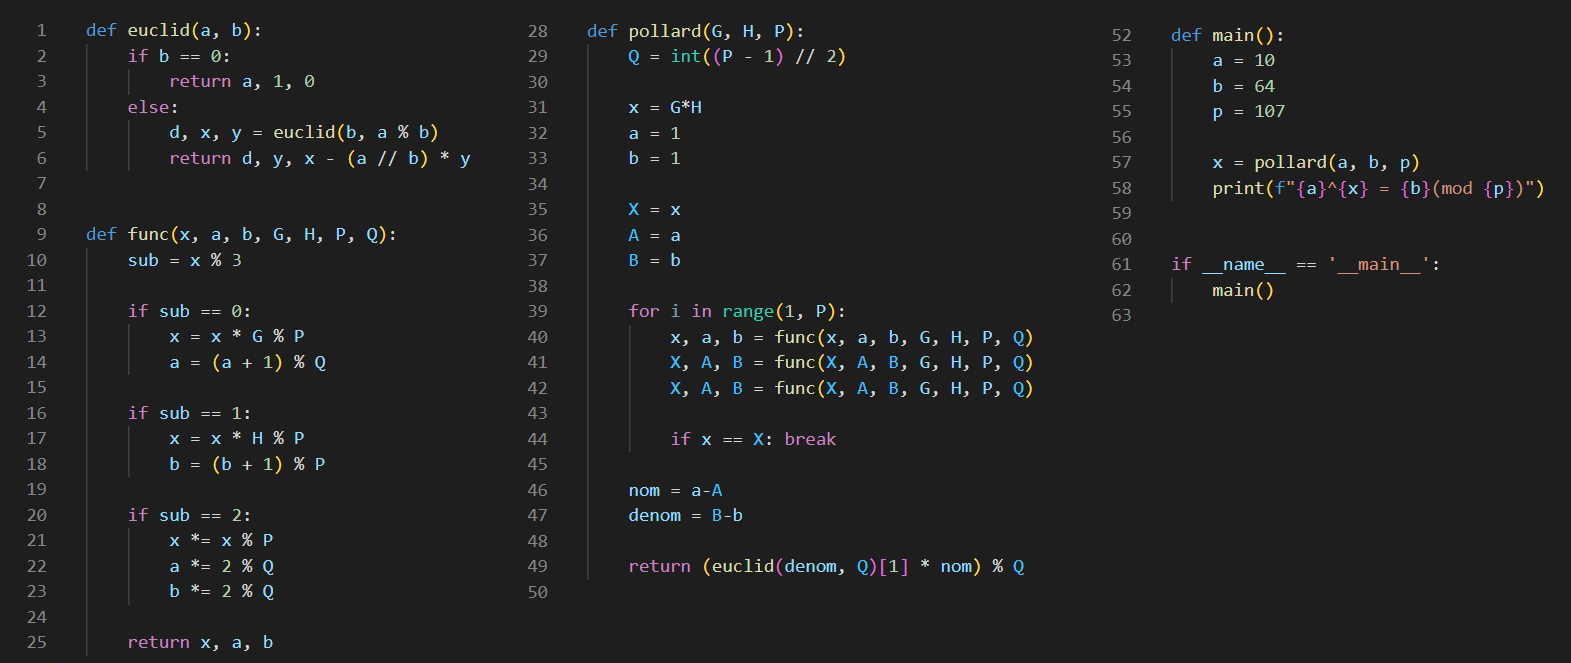 1 def euclid(a, b):
2     if b == 0:
3         return a, 1, 0
4     else:
5         d, x, y = euclid(b, a % b)
6         return d, y, x - (a // b) * y
7
8
9 def func(x, a, b, G, H, P, Q):
10     sub = x % 3
11
12     if sub == 0:
13         x = x * G % P
14         a = (a + 1) % Q
15
16     if sub == 1:
17         x = x * H % P
18         b = (b + 1) % P
19
20     if sub == 2:
21         x *= x % P
22         a *= 2 % Q
23         b *= 2 % Q
24
25     return x, a, b
28 def pollard(G, H, P):
29     Q = int((P - 1) // 2)
30
31     x = G*H
32     a = 1
33     b = 1
34
35     X = x
36     A = a
37     B = b
38
39     for i in range(1, P):
40         x, a, b = func(x, a, b, G, H, P, Q)
41         X, A, B = func(X, A, B, G, H, P, Q)
42         X, A, B = func(X, A, B, G, H, P, Q)
43
44         if x == X: break
45
46     nom = a-A
47     denom = B-b
48
49     return (euclid(denom, Q)[1] * nom) % Q
50
52 def main():
53     a = 10
54     b = 64
55     p = 107
56
57     x = pollard(a, b, p)
58     print(f"{a}^{x} = {b}(mod {p})")
59
60
61 if __name__ == '__main__':
62     main()
63